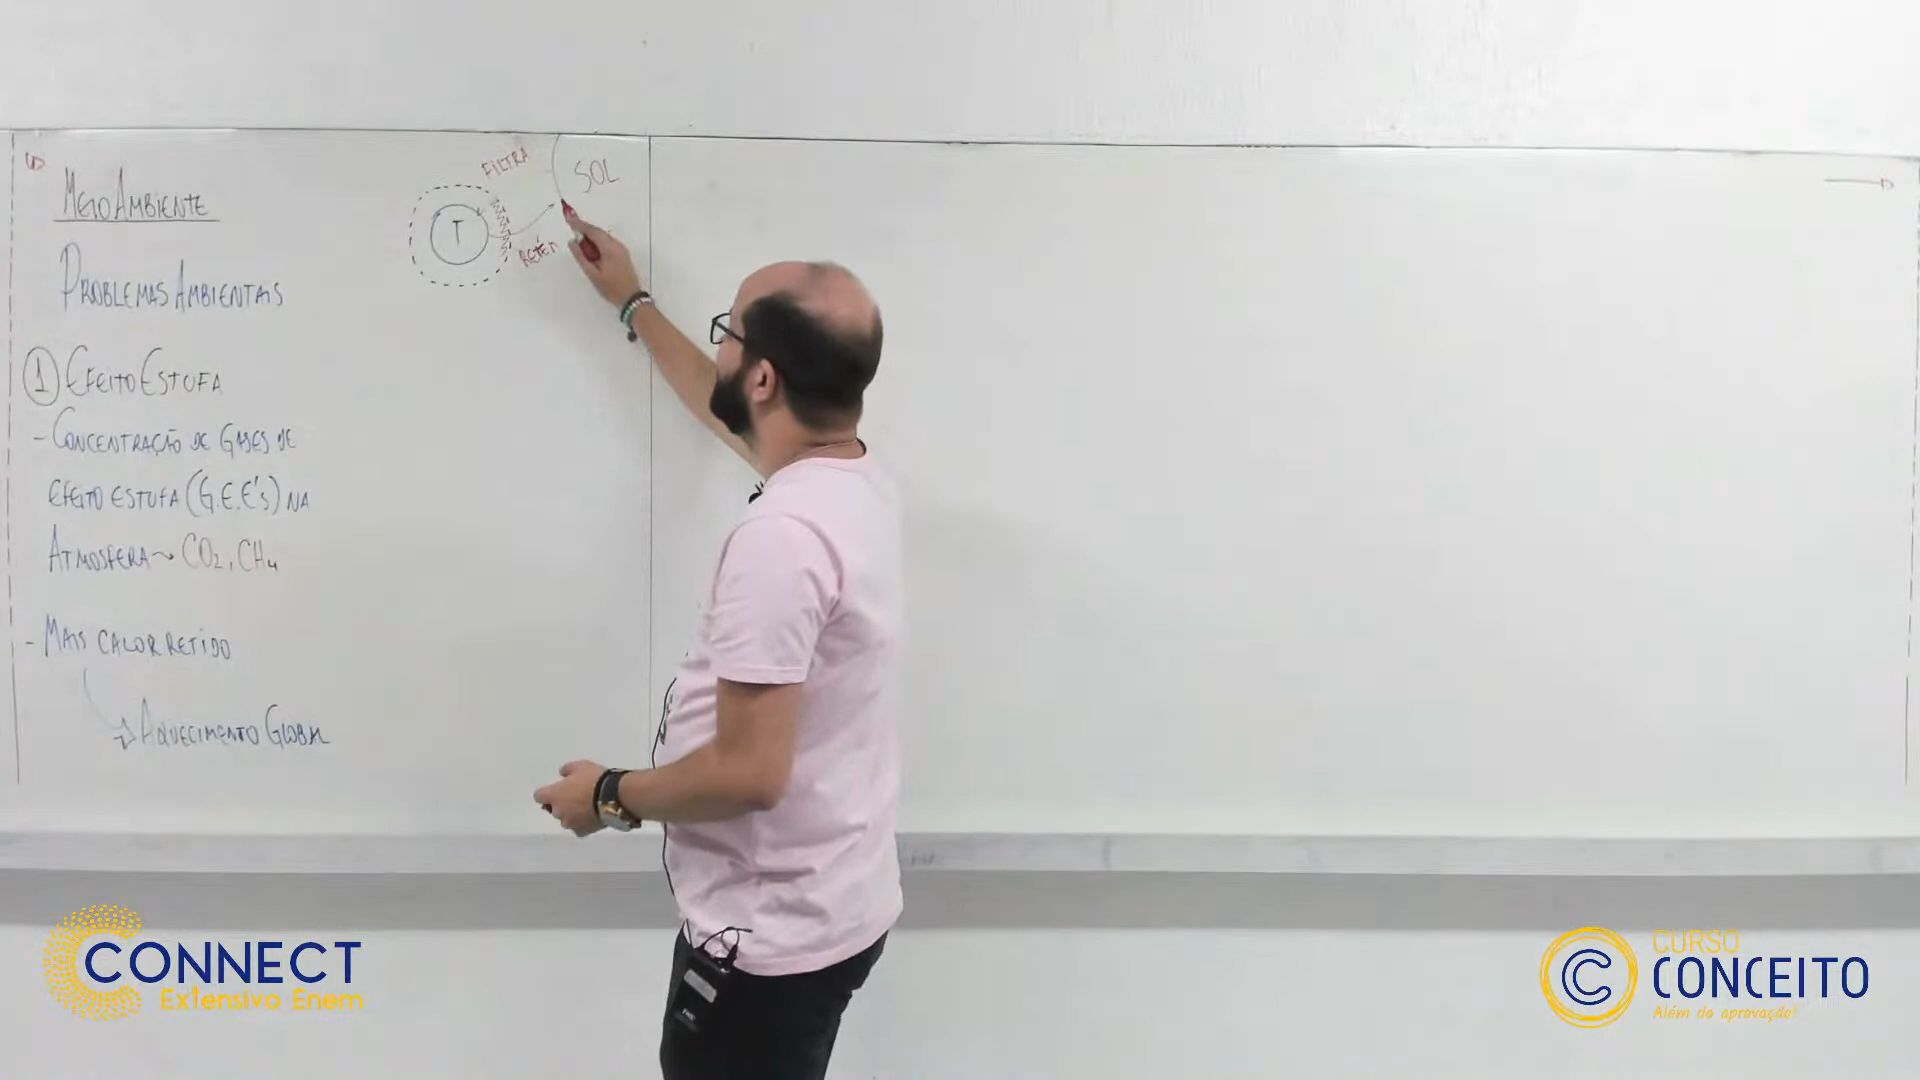 MEIO AMBIENTE
PROBLEMAS AMBIENTAIS
1 EFEITO ESTUFA
- CONCENTRAÇÃO DE GASES DE
EFEITO ESTUFA (G.E.E's) NA
ATMOSFERA ~ CO2, CH4
- MAIS CALOR RETIDO
AQUECIMENTO GLOBAL
FILTRA
SOL
T
RETÉM
CONNECT
Extensivo Enem
CURSO
CONCEITO
Além da aprovação!